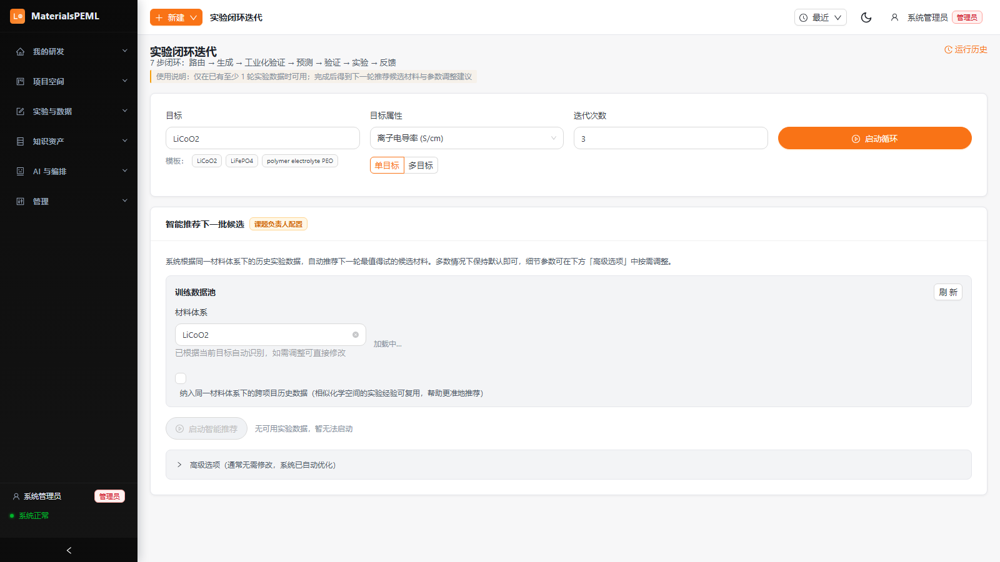 MaterialsPEML
新建
实验闭环迭代
最近
系统管理员
管理员
我的研发
项目空间
实验与数据
知识资产
AI 与编排
管理
系统管理员
管理员
系统正常
实验闭环迭代
运行历史
7 步闭环：路由 → 生成 → 工业化验证 → 预测 → 验证 → 实验 → 反馈
使用说明：仅在已有至少 1 轮实验数据时可用；完成后得到下一轮推荐候选材料与参数调整建议
目标
目标属性
迭代次数
LiCoO2
离子电导率 (S/cm)
3
启动循环
模板：
LiCoO2
LiFePO4
polymer electrolyte PEO
单目标
多目标
智能推荐下一批候选
课题负责人配置
系统根据同一材料体系下的历史实验数据，自动推荐下一轮最值得试的候选材料。多数情况下保持默认即可，细节参数可在下方「高级选项」中按需调整。
训练数据池
刷 新
材料体系
LiCoO2
加载中...
已根据当前目标自动识别，如需调整可直接修改
纳入同一材料体系下的跨项目历史数据（相似化学空间的实验经验可复用，帮助更准地推荐）
启动智能推荐
无可用实验数据，暂无法启动
高级选项（通常无需修改，系统已自动优化）